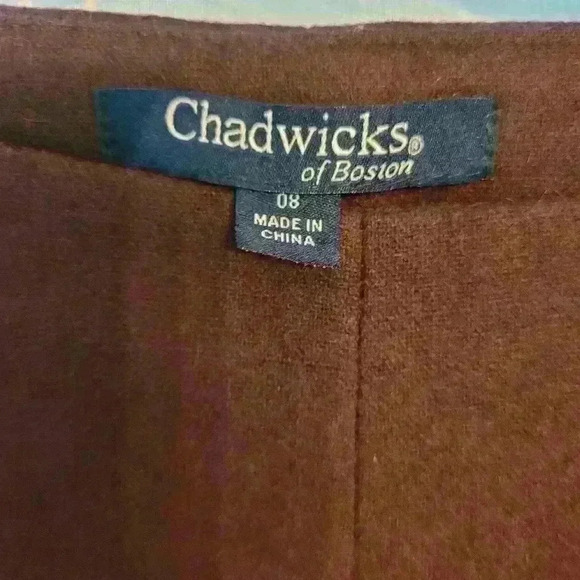 Chadwicks®
of Boston
08
MADE IN
CHINA